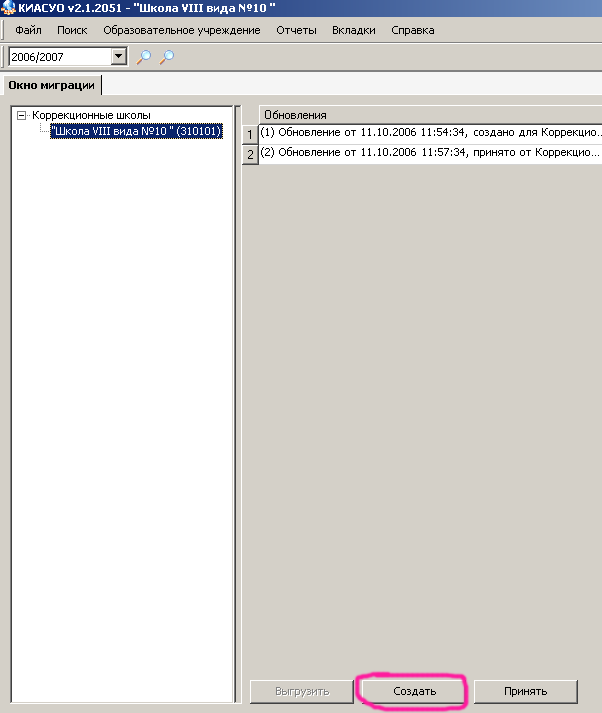 КИАСУО v2.1.2051 - "Школа VIII вида №10 "
Файл Поиск Образовательное учреждение Отчеты Вкладки Справка
2006/2007
Окно миграции
Коррекционные школы
"Школа VIII вида №10 " (310101)
Обновления
1 (1) Обновление от 11.10.2006 11:54:34, создано для Коррекцио...
2 (2) Обновление от 11.10.2006 11:57:34, принято от Коррекцио...
Выгрузить Создать Принять